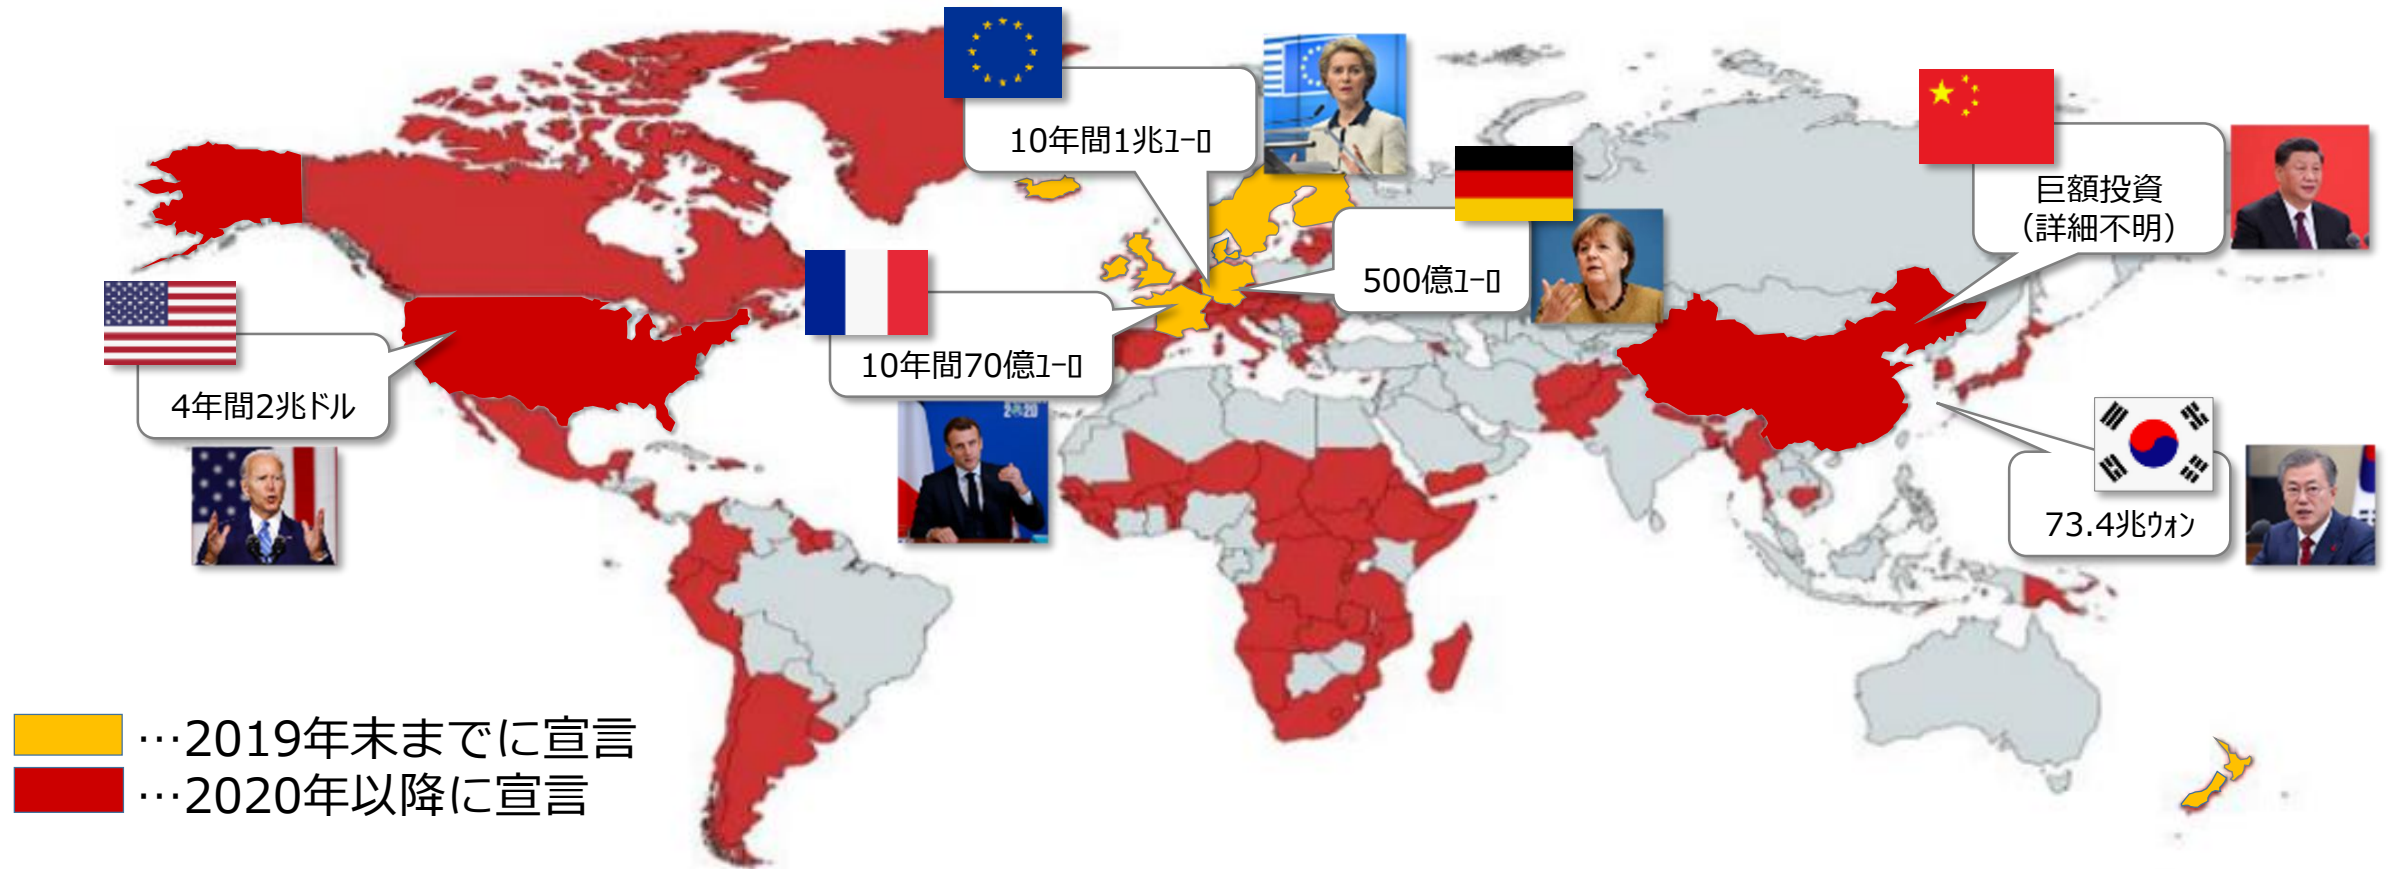 10年間1兆ﾕｰﾛ
巨額投資
（詳細不明）
500億ﾕｰﾛ
10年間70億ﾕｰﾛ
4年間2兆ドル
2020
73.4兆ｳｫﾝ
…2019年末までに宣言
…2020年以降に宣言